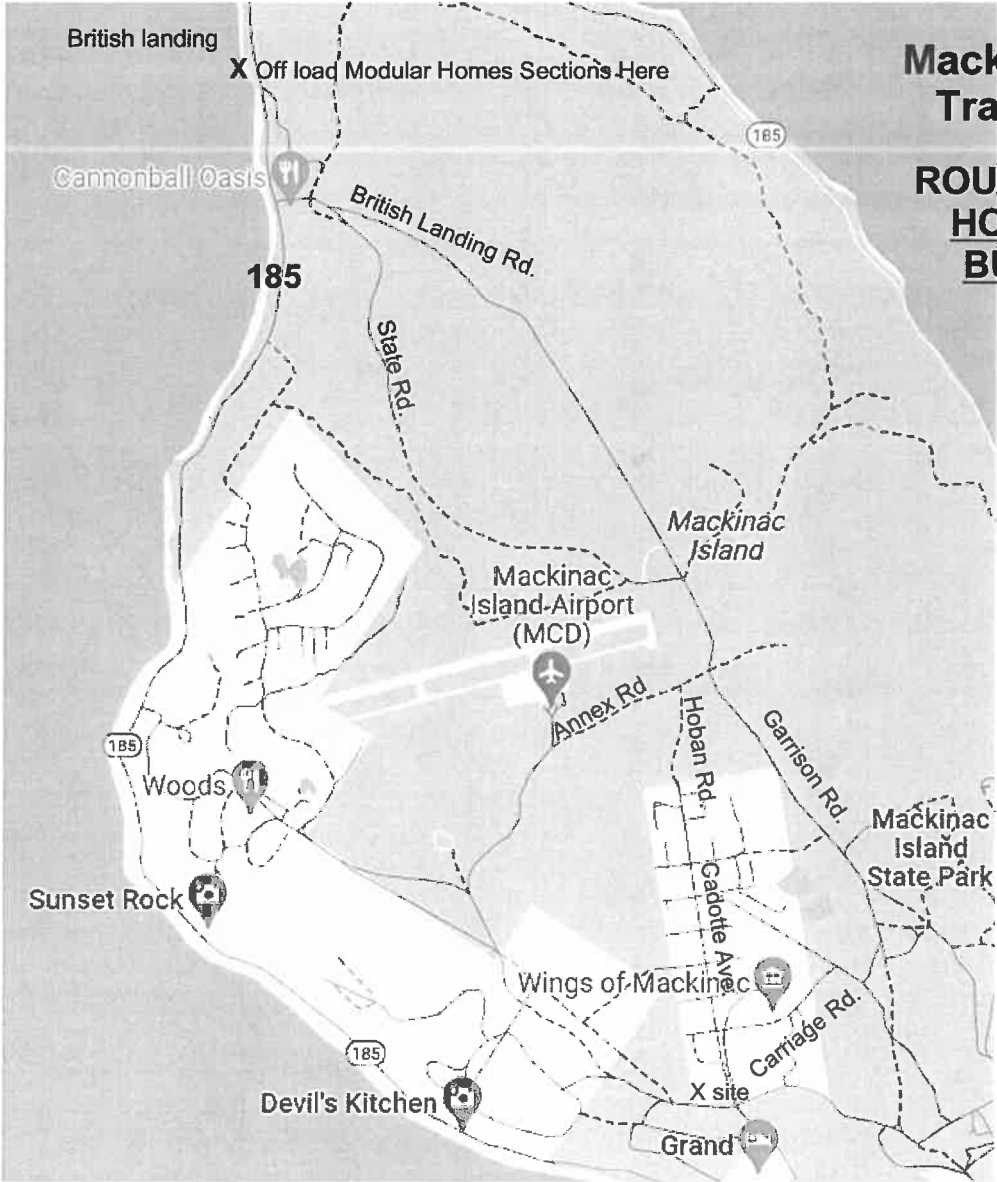 British landing
X Off load Modular Homes Sections Here
Mack
Tra
185
Cannonball Oasis
ROU
HO
BU
British Landing Rd.
185
State Rd.
Mackinac
Island
Mackinac
Island Airport
(MCD)
Annex Rd
Hoban Rd.
Garrison Rd.
185
Woods
Mackinac
Island
State Park
Sunset Rock
Cadotte Ave.
Wings of Mackinac
Carriage Rd.
185
Devil's Kitchen
X site
Grand